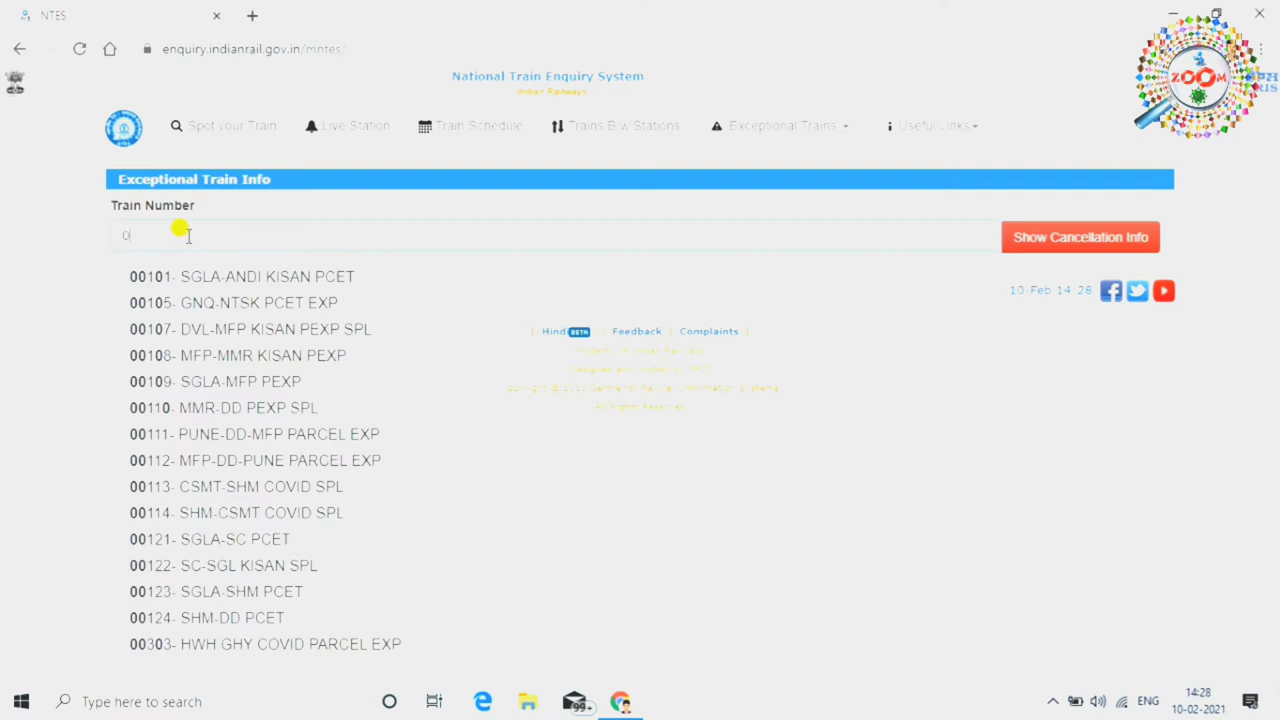 NTES
enquiry.indianrail.gov.in/mntes/
ZOOM
National Train Enquiry System
Indian Railways
Spot your Train
Live Station
Train Schedule
Trains B/w Stations
Exceptional Trains
Useful Links
Exceptional Train Info
Train Number
0
Show Cancellation Info
00101- SGLA-ANDI KISAN PCET
00105- GNQ-NTSK PCET EXP
10-Feb 14:28
00107- DVL-MFP KISAN PEXP SPL
Hindi BETA | Feedback | Complaints |
00108- MFP-MMR KISAN PEXP
00109- SGLA-MFP PEXP
All Rights Reserved
00110- MMR-DD PEXP SPL
00111- PUNE-DD-MFP PARCEL EXP
00112- MFP-DD-PUNE PARCEL EXP
00113- CSMT-SHM COVID SPL
00114- SHM-CSMT COVID SPL
00121- SGLA-SC PCET
00122- SC-SGL KISAN SPL
00123- SGLA-SHM PCET
00124- SHM-DD PCET
00303- HWH GHY COVID PARCEL EXP
Type here to search
99+
ENG
14:28
10-02-2021